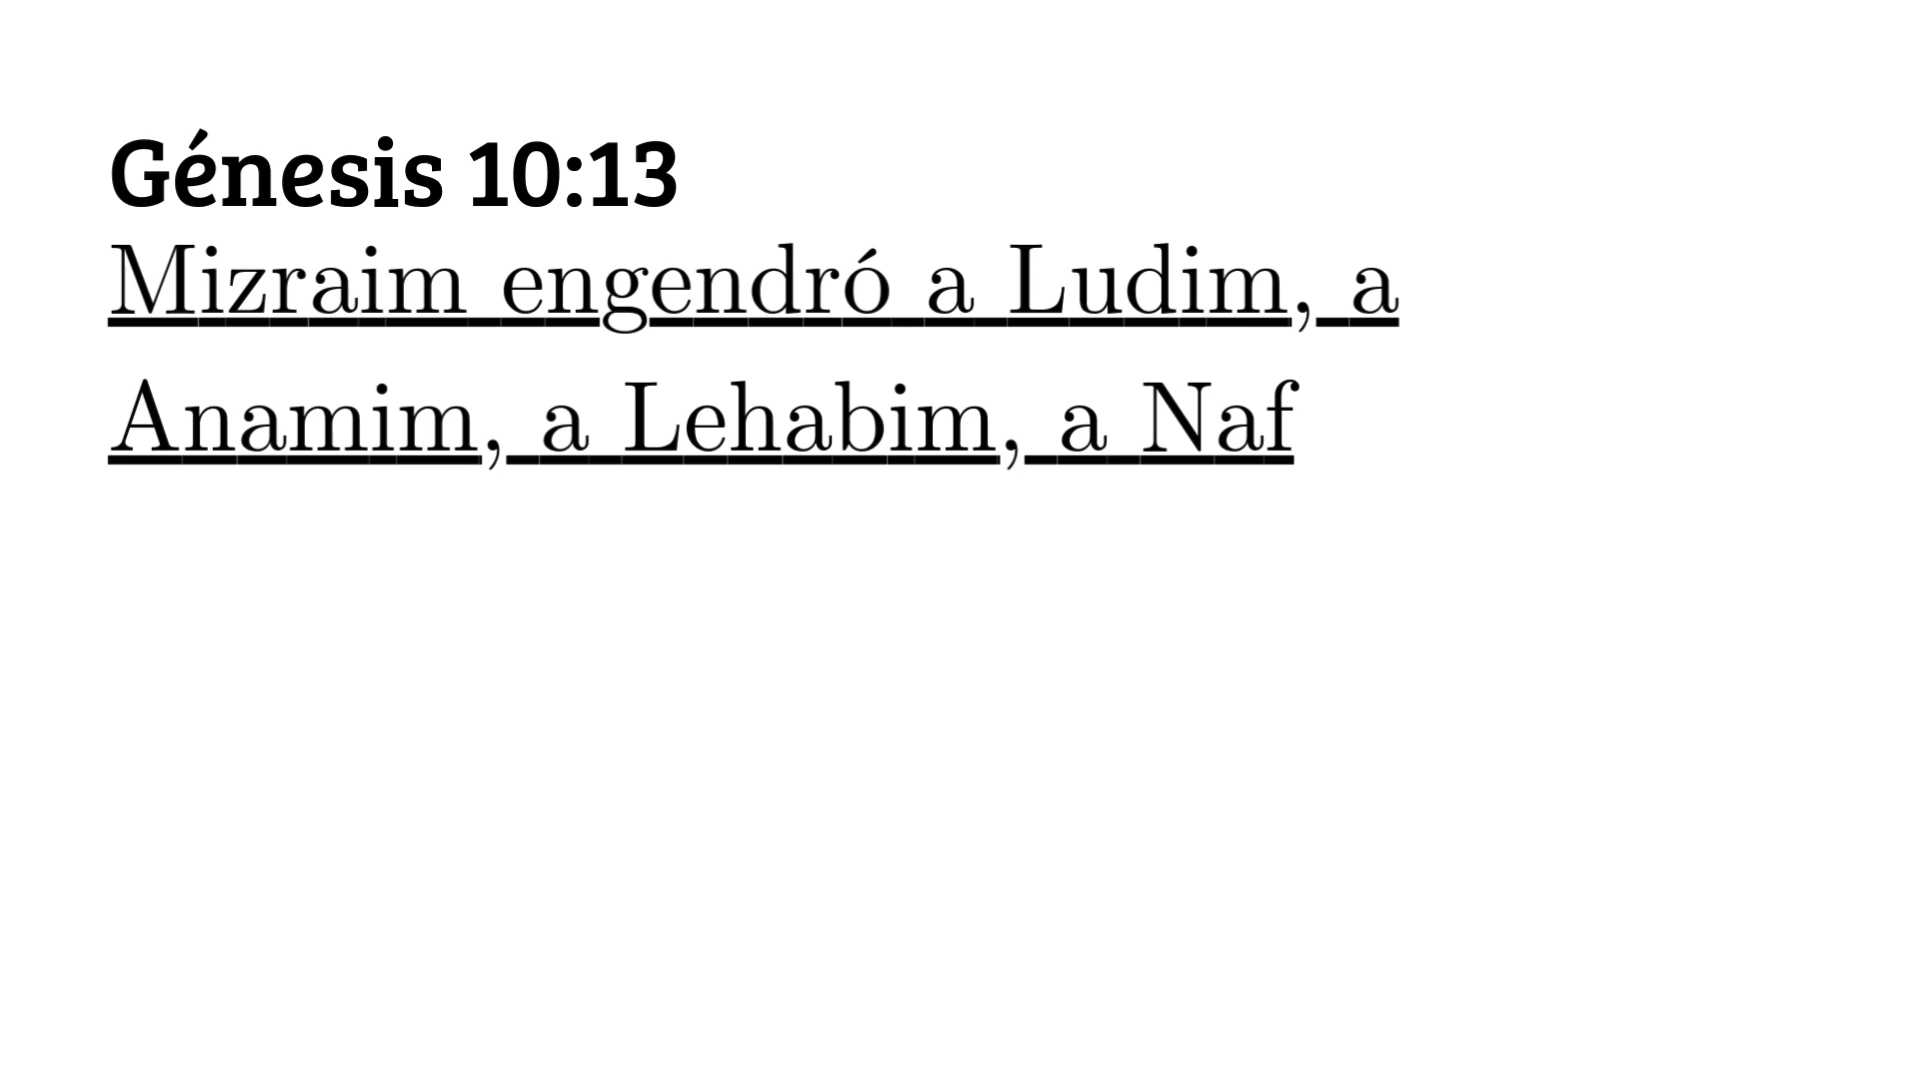 Génesis 10:13
Mizraim engendró a Ludim, a
Anamim, a Lehabim, a Naf